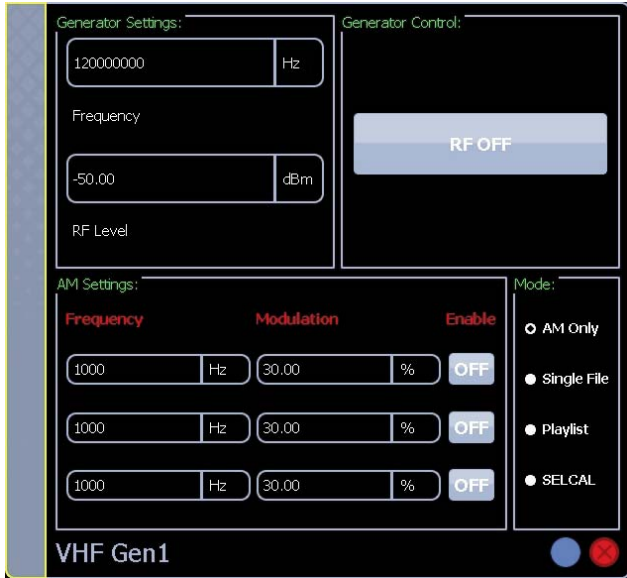 Generator Settings:
120000000 Hz
Frequency
-50.00 dBm
RF Level
Generator Control:
RF OFF
AM Settings:
Frequency Modulation Enable
1000 Hz 30.00 % OFF
1000 Hz 30.00 % OFF
1000 Hz 30.00 % OFF
Mode:
AM Only
Single File
Playlist
SELCAL
VHF Gen1